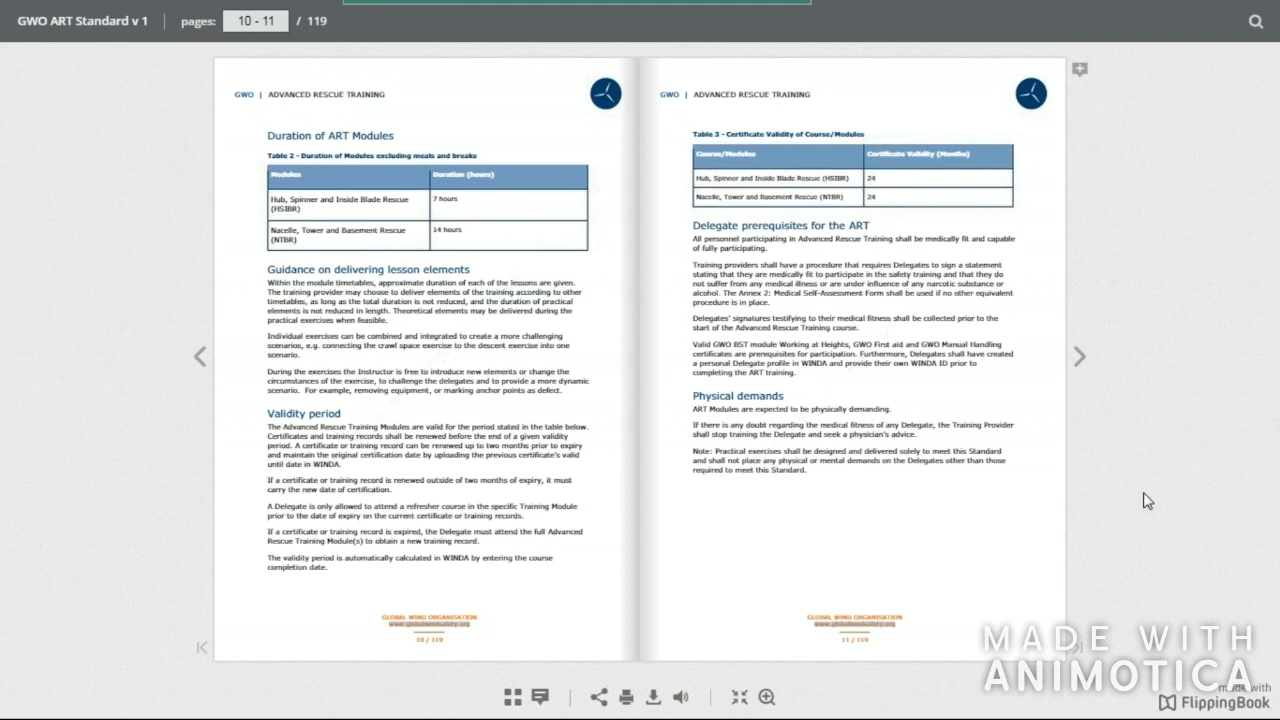 GWO ART Standard v 1
pages:
10 - 11
/ 119
GWO | ADVANCED RESCUE TRAINING
Duration of ART Modules
Table 2 - Duration of Modules excluding meals and breaks
Modules
Duration (hours)
Hub, Spinner and Inside Blade Rescue
(HSIBR)
7 hours
Nacelle, Tower and Basement Rescue
(NTBR)
14 hours
Guidance on delivering lesson elements
Within the module timetables, approximate duration of each of the lessons are given.
The training provider may choose to deliver elements of the training according to other
timetables, as long as the total duration is not reduced, and the duration of practical
elements is not reduced in length. Theoretical elements may be delivered during the
practical exercises when feasible.
Individual exercises can be combined and integrated to create a more challenging
scenarios, e.g. connecting the crawl space exercise to the descent exercise into one
scenario.
During the exercises the Instructor is free to introduce new elements or change the
circumstances of the exercise, to challenge the delegates and to provide a more dynamic
scenario. For example, removing equipment, or marking anchor points as defect.
Validity period
The Advanced Rescue Training Modules are valid for the period stated in the table below.
Certificates and training records shall be renewed before the end of a given validity
period. A certificate or training record can be renewed up to two months prior to expiry
and maintain the original certification date by uploading the previous certificate's valid
until date in WINDA.
If a certificate or training record is renewed outside of two months of expiry, it must
carry the new date of certification.
A Delegate is only allowed to attend a refresher course in the specific Training Module
prior to the date of expiry on the current certificate or training records.
If a certificate or training record is expired, the Delegate must attend the full Advanced
Rescue Training Module(s) to obtain a new training record.
The validity period is automatically calculated in WINDA by entering the course
completion date.
GLOBAL WIND ORGANISATION
www.globalwindsafety.org
10 / 119
GWO | ADVANCED RESCUE TRAINING
Table 3 - Certificate Validity of Course/Modules
Course/Modules
Certificate Validity (Months)
Hub, Spinner and Inside Blade Rescue (HSIBR)
24
Nacelle, Tower and Basement Rescue (NTBR)
24
Delegate prerequisites for the ART
All personnel participating in Advanced Rescue Training shall be medically fit and capable
of fully participating.
Training providers shall have a procedure that requires Delegates to sign a statement
stating that they are medically fit to participate in the safety training and that they do
not suffer from any medical illness or are under influence of any narcotic substance or
alcohol. The Annex 2: Medical Self-Assessment Form shall be used if no other equivalent
procedure is in place.
Delegates' signatures testifying to their medical fitness shall be collected prior to the
start of the Advanced Rescue Training course.
Valid GWO BST module Working at Heights, GWO First aid and GWO Manual Handling
certificates are prerequisites for participation. Furthermore, Delegates shall have created
a personal Delegate profile in WINDA and provide their own WINDA ID prior to
completing the ART training.
Physical demands
ART Modules are expected to be physically demanding.
If there is any doubt regarding the medical fitness of any Delegate, the Training Provider
shall stop training the Delegate and seek a physician's advice.
Note: Practical exercises shall be designed and delivered solely to meet this Standard
and shall not place any physical or mental demands on the Delegates other than those
required to meet this Standard.
GLOBAL WIND ORGANISATION
www.globalwindsafety.org
11 / 119
MADE WITH
ANIMOTICA
made with
FlippingBook